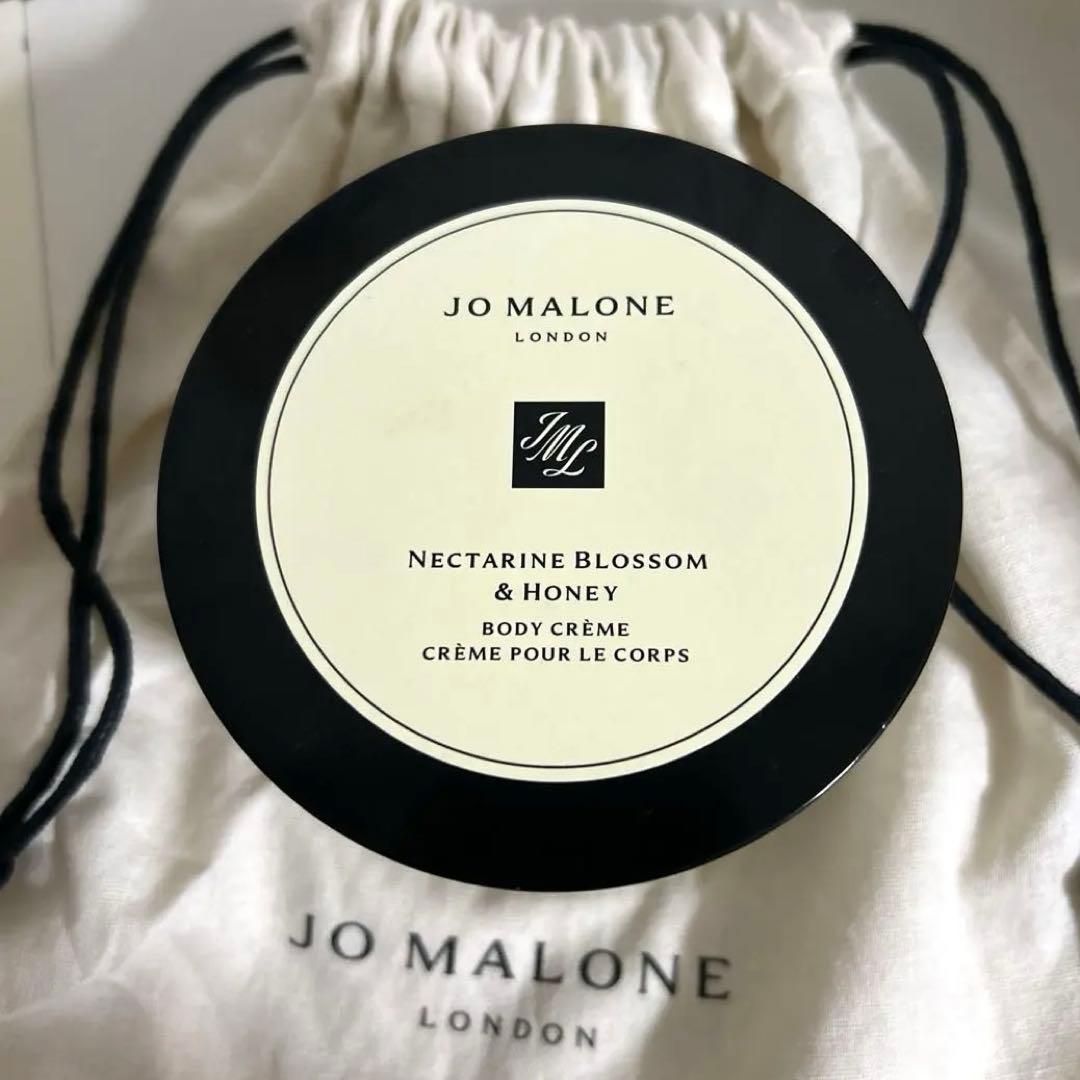 JO MALONE
LONDON
JML
NECTARINE BLOSSOM
& HONEY
BODY CRÈME
CRÈME POUR LE CORPS
JO MALONE
LONDON